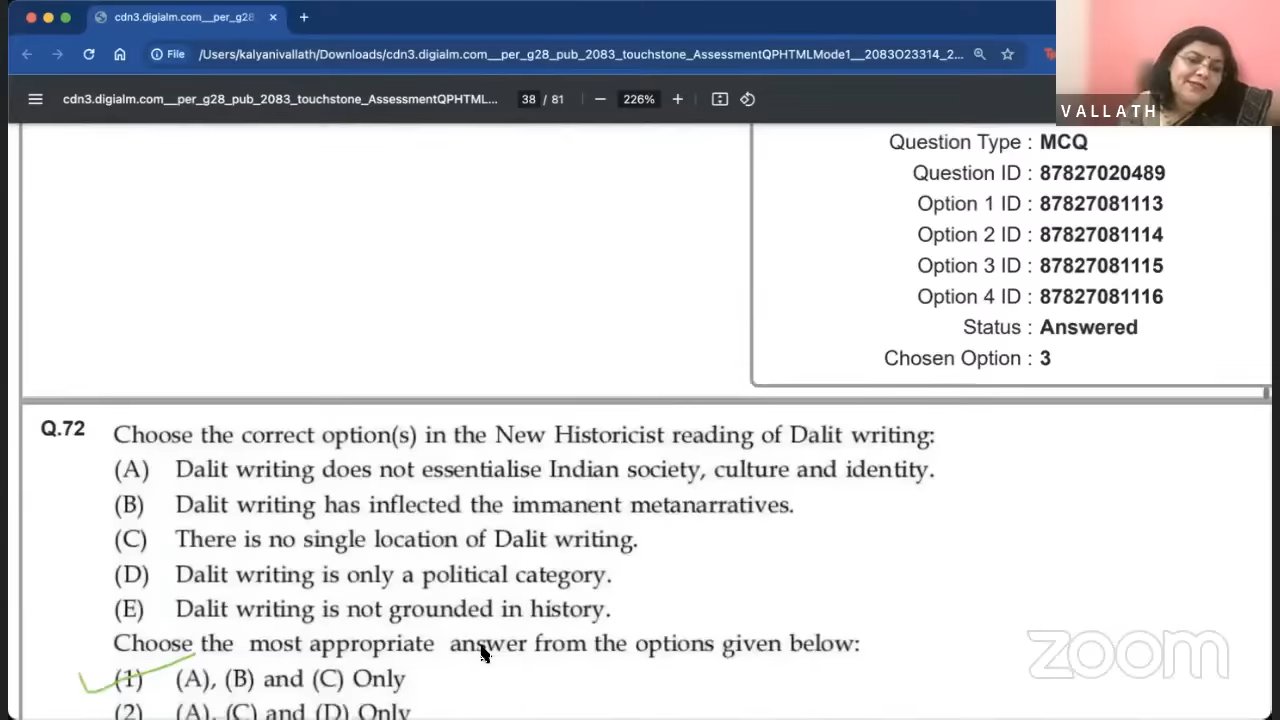 cdn3.digialm.com__per_g28
File /Users/kalyanivallath/Downloads/cdn3.digialm.com__per_g28_pub_2083_touchstone_AssessmentQPHTMLMode1__2083O23314_2...
cdn3.digialm.com__per_g28_pub_2083_touchstone_AssessmentQPHTML...
38 / 81
226%
VALLATH
Question Type : MCQ
Question ID : 87827020489
Option 1 ID : 87827081113
Option 2 ID : 87827081114
Option 3 ID : 87827081115
Option 4 ID : 87827081116
Status : Answered
Chosen Option : 3
Q.72 Choose the correct option(s) in the New Historicist reading of Dalit writing:
(A) Dalit writing does not essentialise Indian society, culture and identity.
(B) Dalit writing has inflected the immanent metanarratives.
(C) There is no single location of Dalit writing.
(D) Dalit writing is only a political category.
(E) Dalit writing is not grounded in history.
Choose the most appropriate answer from the options given below:
(1) (A), (B) and (C) Only
(2) (A), (C) and (D) Only
zoom